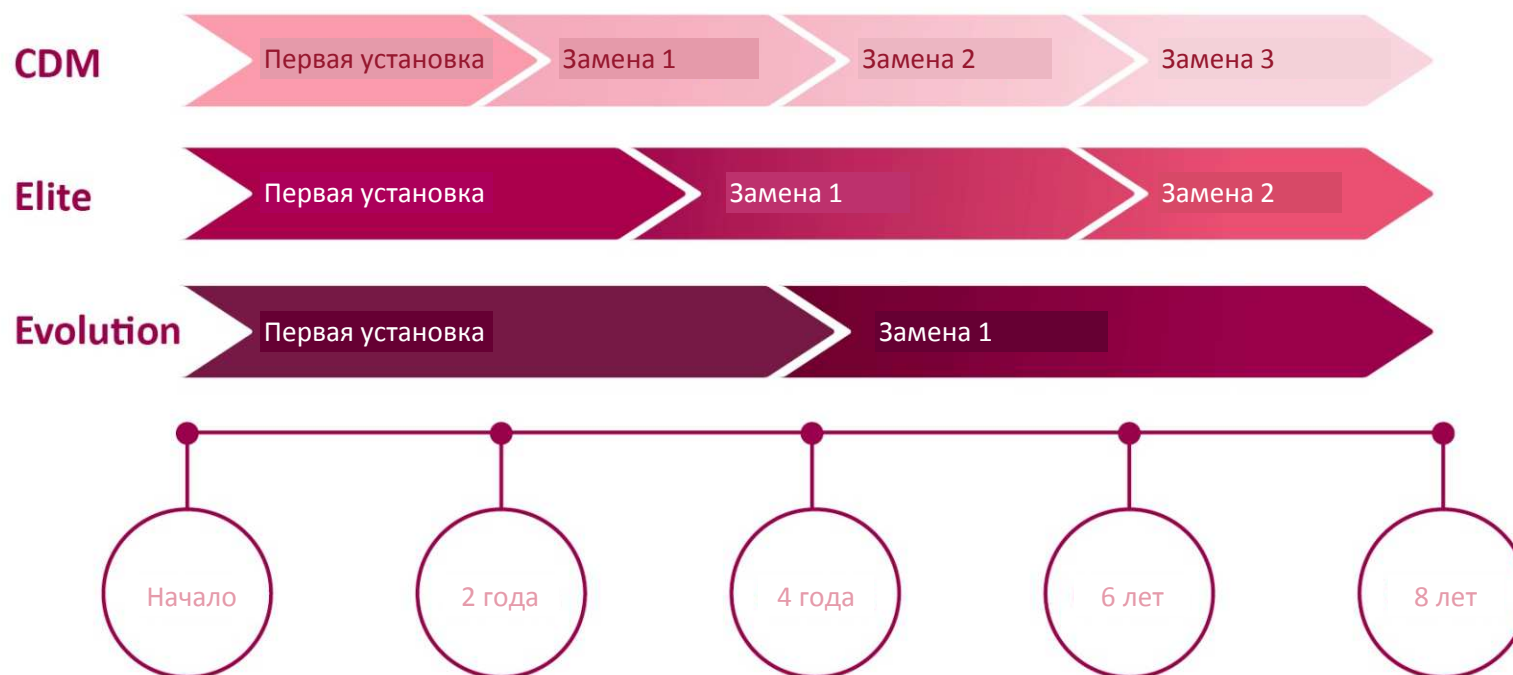 CDM
Первая установка
Замена 1
Замена 2
Замена 3
Elite
Первая установка
Замена 1
Замена 2
Evolution
Первая установка
Замена 1
Начало
2 года
4 года
6 лет
8 лет